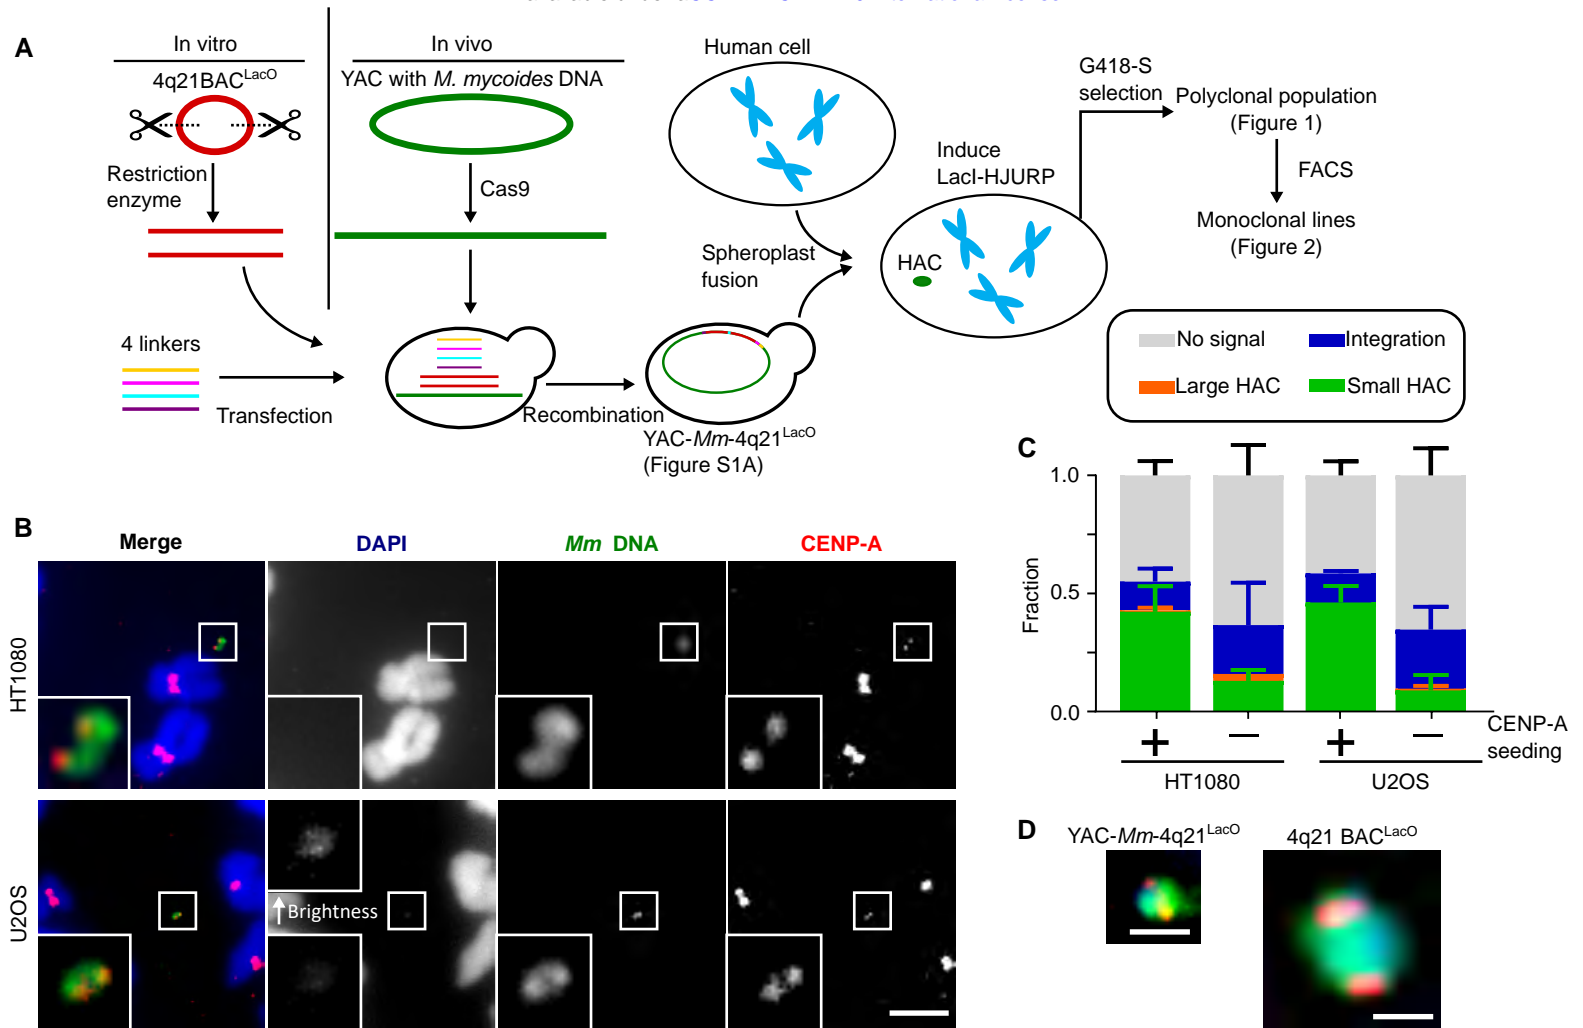 A
In vitro
4q21BAC^LacO
Restriction
enzyme
4 linkers
Transfection
In vivo
YAC with M. mycoides DNA
Cas9
Recombination
YAC-Mm-4q21^LacO
(Figure S1A)
Human cell
Spheroplast
fusion
Induce
LacI-HJURP
HAC
G418-S
selection
Polyclonal population
(Figure 1)
FACS
Monoclonal lines
(Figure 2)
No signal
Integration
Large HAC
Small HAC
B
Merge
DAPI
Mm DNA
CENP-A
HT1080
U2OS
Brightness
C
Fraction
1.0
0.5
0.0
+
—
+
—
CENP-A
seeding
HT1080
U2OS
D
YAC-Mm-4q21^LacO
4q21 BAC^LacO